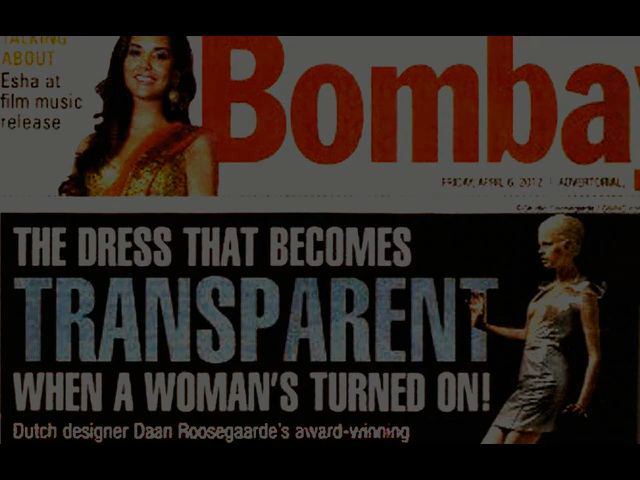 TALKING
ABOUT
Esha at
film music
release
Bombay
FRIDAY, APRIL 6, 2012 | ADVERTORIAL,
THE DRESS THAT BECOMES
TRANSPARENT
WHEN A WOMAN'S TURNED ON!
Dutch designer Daan Roosegaarde's award-winning